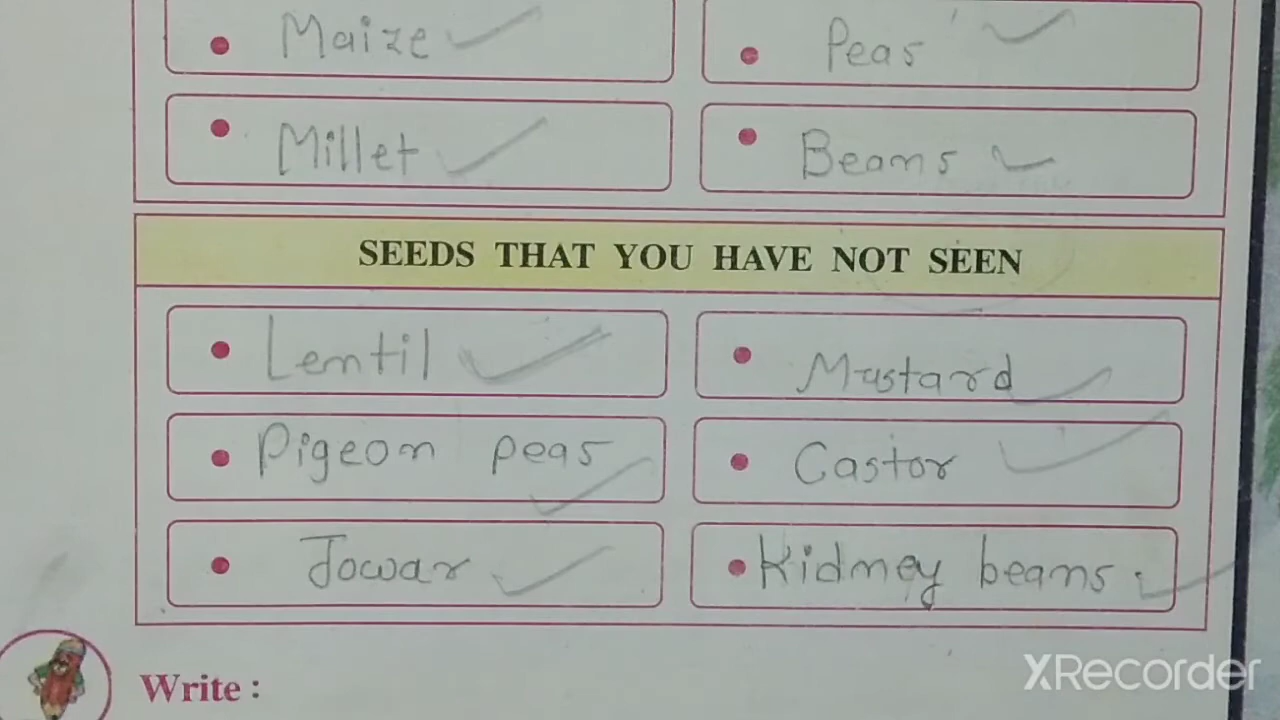 Maize
Peas
Millet
Beans
SEEDS THAT YOU HAVE NOT SEEN
Lentil
Mustard
Pigeon peas
Castor
Jowar
Kidney beans
Write :
XRecorder